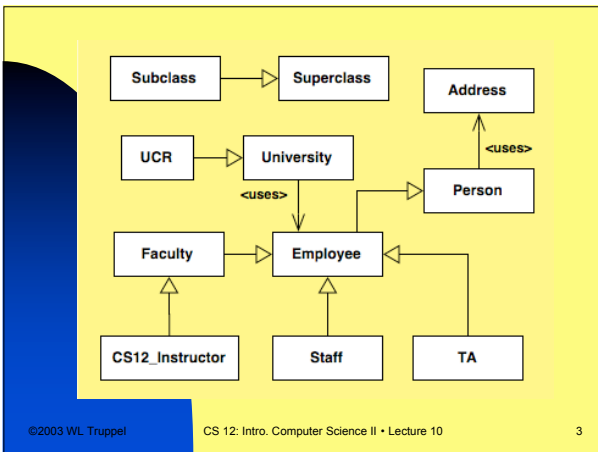 Subclass
Superclass
Address
UCR
University
<uses>
<uses>
Person
Faculty
Employee
CS12_Instructor
Staff
TA
©2003 WL Truppel
CS 12: Intro. Computer Science II • Lecture 10
3